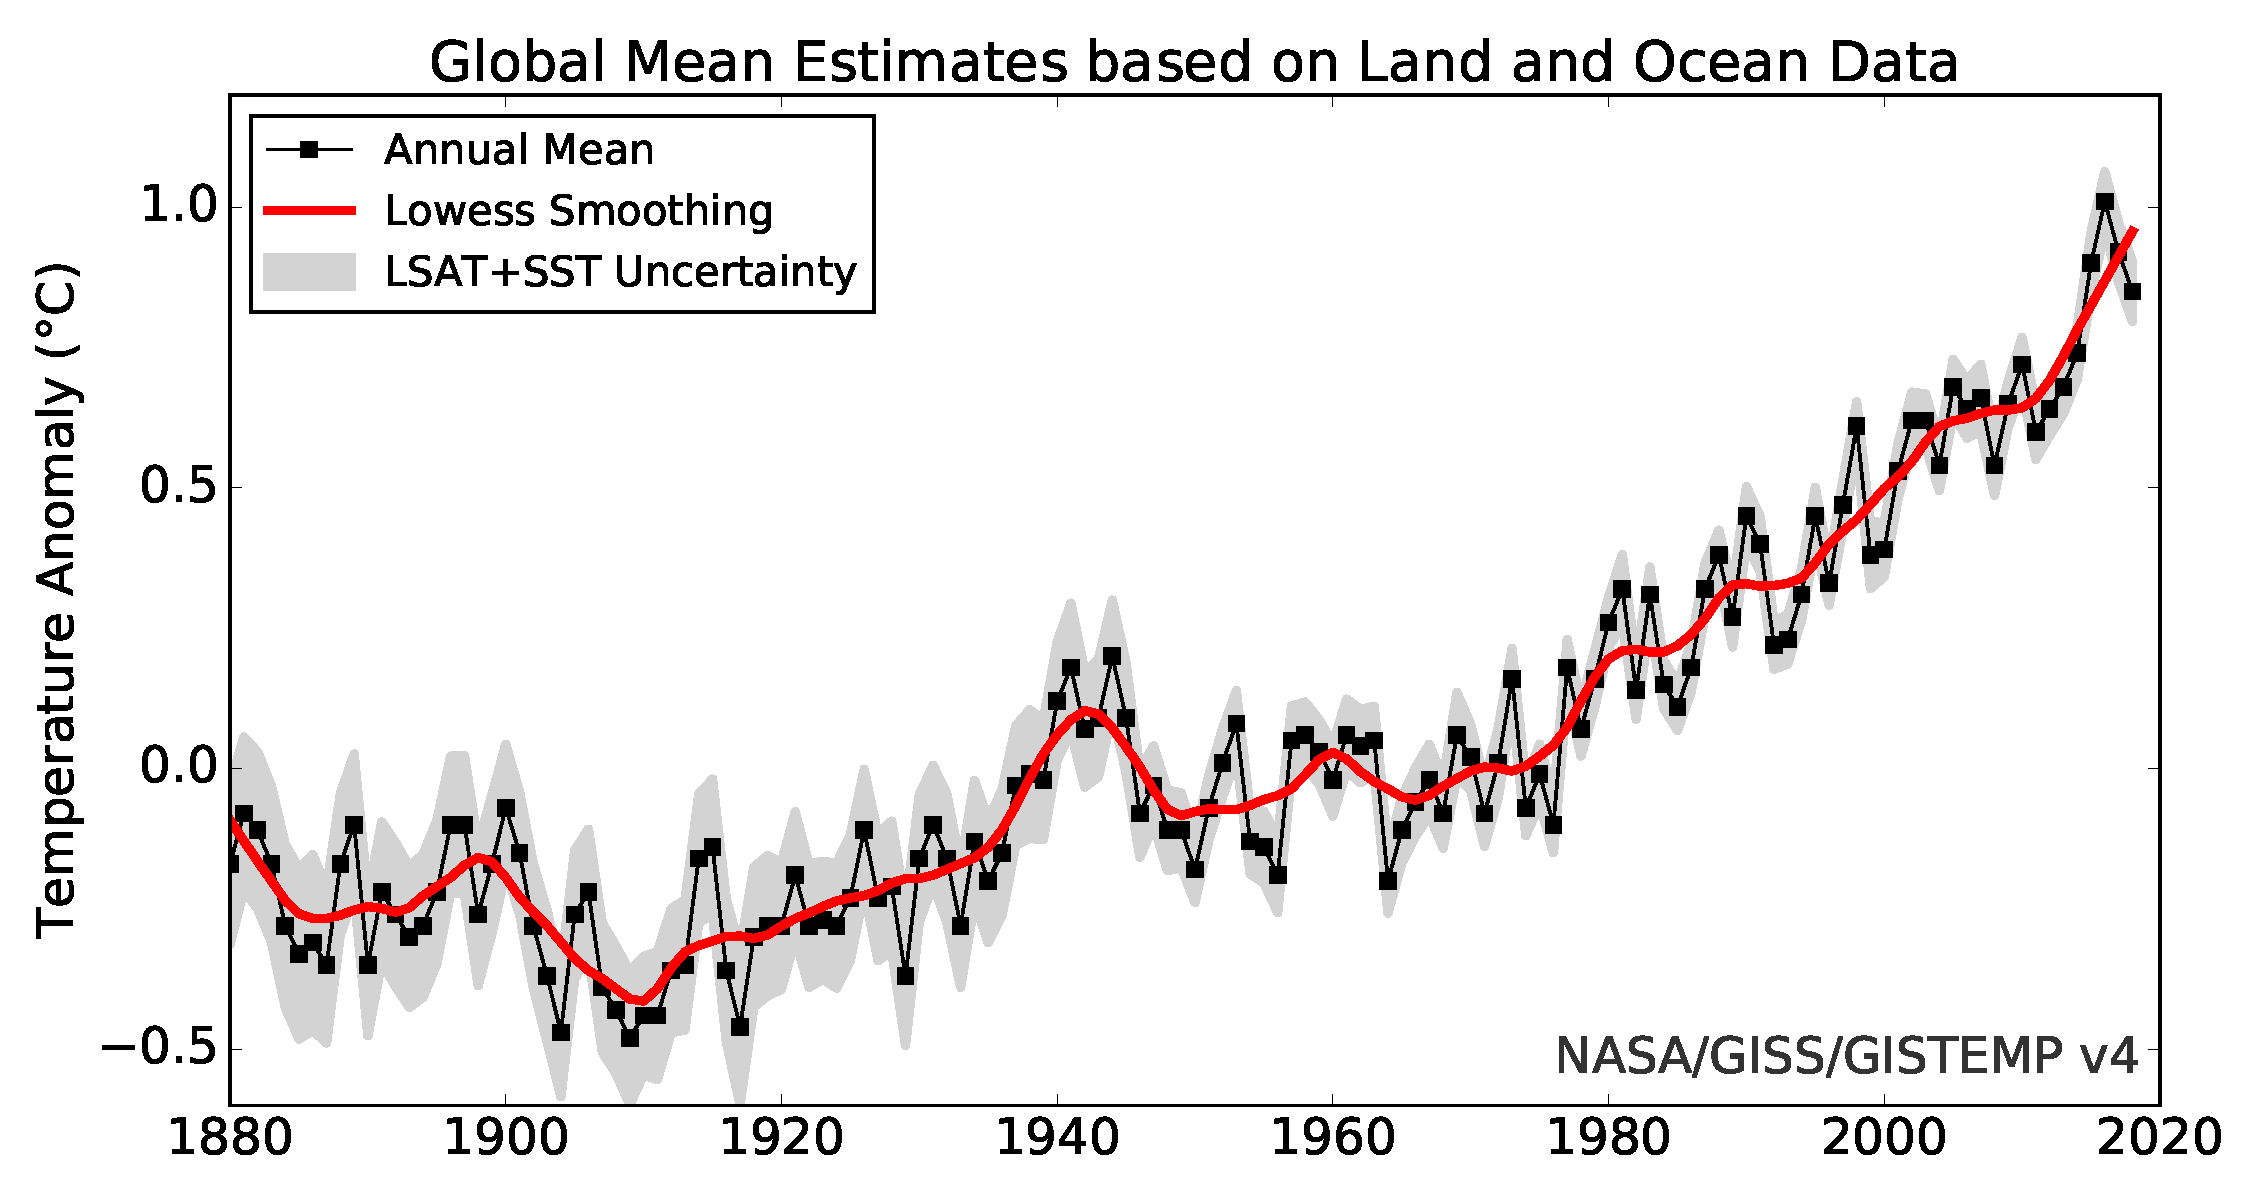 Global Mean Estimates based on Land and Ocean Data
Annual Mean
Lowess Smoothing
LSAT+SST Uncertainty
Temperature Anomaly (°C)
1.0
0.5
0.0
−0.5
NASA/GISS/GISTEMP v4
1880 1900 1920 1940 1960 1980 2000 2020